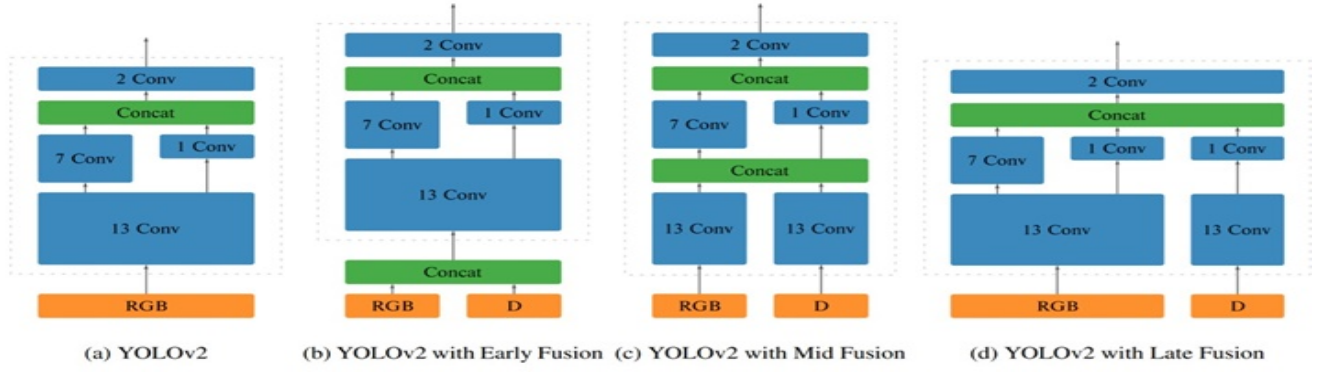 2 Conv
Concat
7 Conv
1 Conv
13 Conv
RGB
(a) YOLOv2
2 Conv
Concat
7 Conv
1 Conv
13 Conv
Concat
RGB
D
(b) YOLOv2 with Early Fusion
2 Conv
Concat
7 Conv
1 Conv
Concat
13 Conv
13 Conv
RGB
D
(c) YOLOv2 with Mid Fusion
2 Conv
Concat
7 Conv
1 Conv
1 Conv
13 Conv
13 Conv
RGB
D
(d) YOLOv2 with Late Fusion